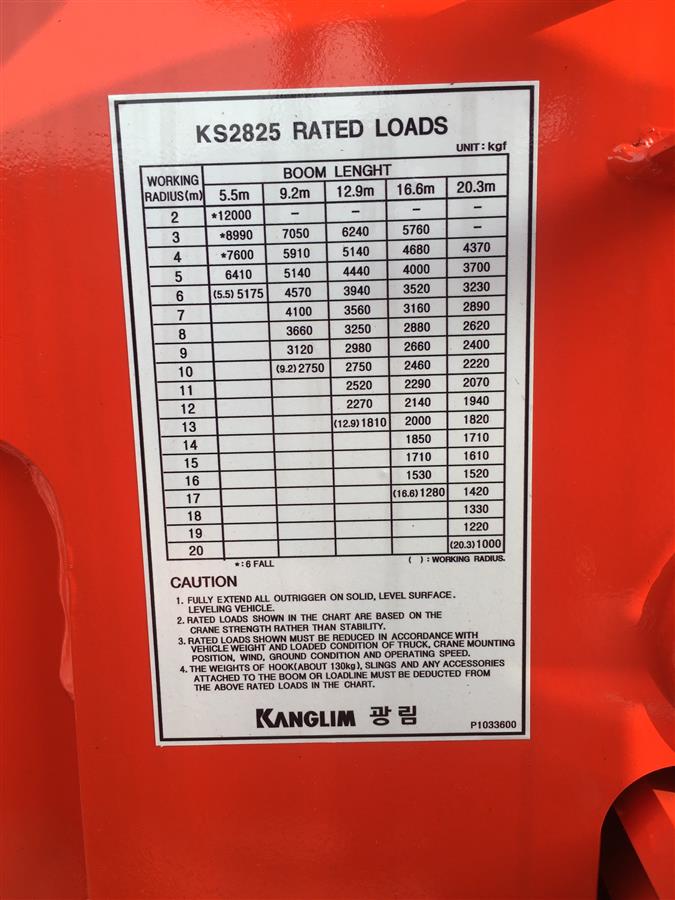 KS2825 RATED LOADS
UNIT: kgf
WORKING RADIUS(m) BOOM LENGHT
5.5m 9.2m 12.9m 16.6m 20.3m
2 *12000 – – – –
3 *8990 7050 6240 5760 –
4 *7600 5910 5140 4680 4370
5 6410 5140 4440 4000 3700
6 (5.5) 5175 4570 3940 3520 3230
7 4100 3560 3160 2890
8 3660 3250 2880 2620
9 3120 2980 2660 2400
10 (9.2) 2750 2750 2460 2220
11 2520 2290 2070
12 2270 2140 1940
13 (12.9) 1810 2000 1820
14 1850 1710
15 1710 1610
16 1530 1520
17 (16.6) 1280 1420
18 1330
19 1220
20 (20.3) 1000
*: 6 FALL ( ) : WORKING RADIUS.
CAUTION
1. FULLY EXTEND ALL OUTRIGGER ON SOLID, LEVEL SURFACE.
LEVELING VEHICLE.
2. RATED LOADS SHOWN IN THE CHART ARE BASED ON THE
CRANE STRENGTH RATHER THAN STABILITY.
3. RATED LOADS SHOWN MUST BE REDUCED IN ACCORDANCE WITH
VEHICLE WEIGHT AND LOADED CONDITION OF TRUCK, CRANE MOUNTING
POSITION, WIND, GROUND CONDITION AND OPERATING SPEED.
4. THE WEIGHTS OF HOOK(ABOUT 130kg), SLINGS AND ANY ACCESSORIES
ATTACHED TO THE BOOM OR LOADLINE MUST BE DEDUCTED FROM
THE ABOVE RATED LOADS IN THE CHART.
KANGLIM 광림
P1033600